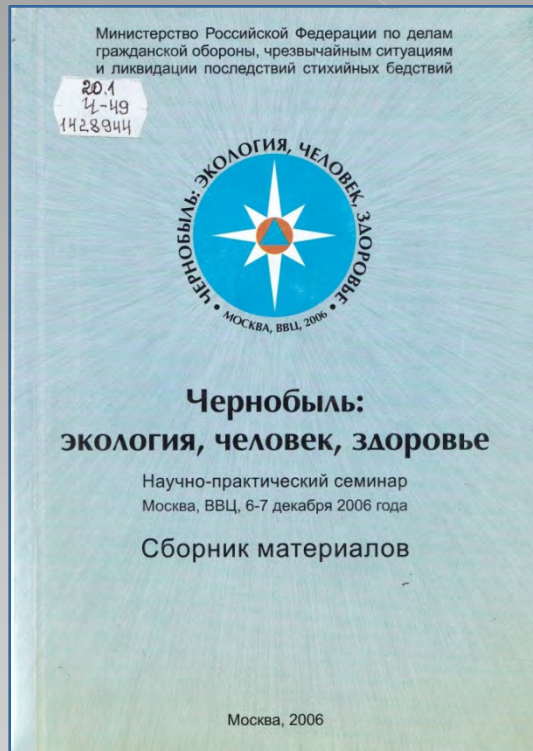 Министерство Российской Федерации по делам
гражданской обороны, чрезвычайным ситуациям
и ликвидации последствий стихийных бедствий
20.1
Ч-49
1428944
ЧЕРНОБЫЛЬ: ЭКОЛОГИЯ, ЧЕЛОВЕК, ЗДОРОВЬЕ
• МОСКВА, ВВЦ, 2006 •
Чернобыль:
экология, человек, здоровье
Научно-практический семинар
Москва, ВВЦ, 6-7 декабря 2006 года
Сборник материалов
Москва, 2006